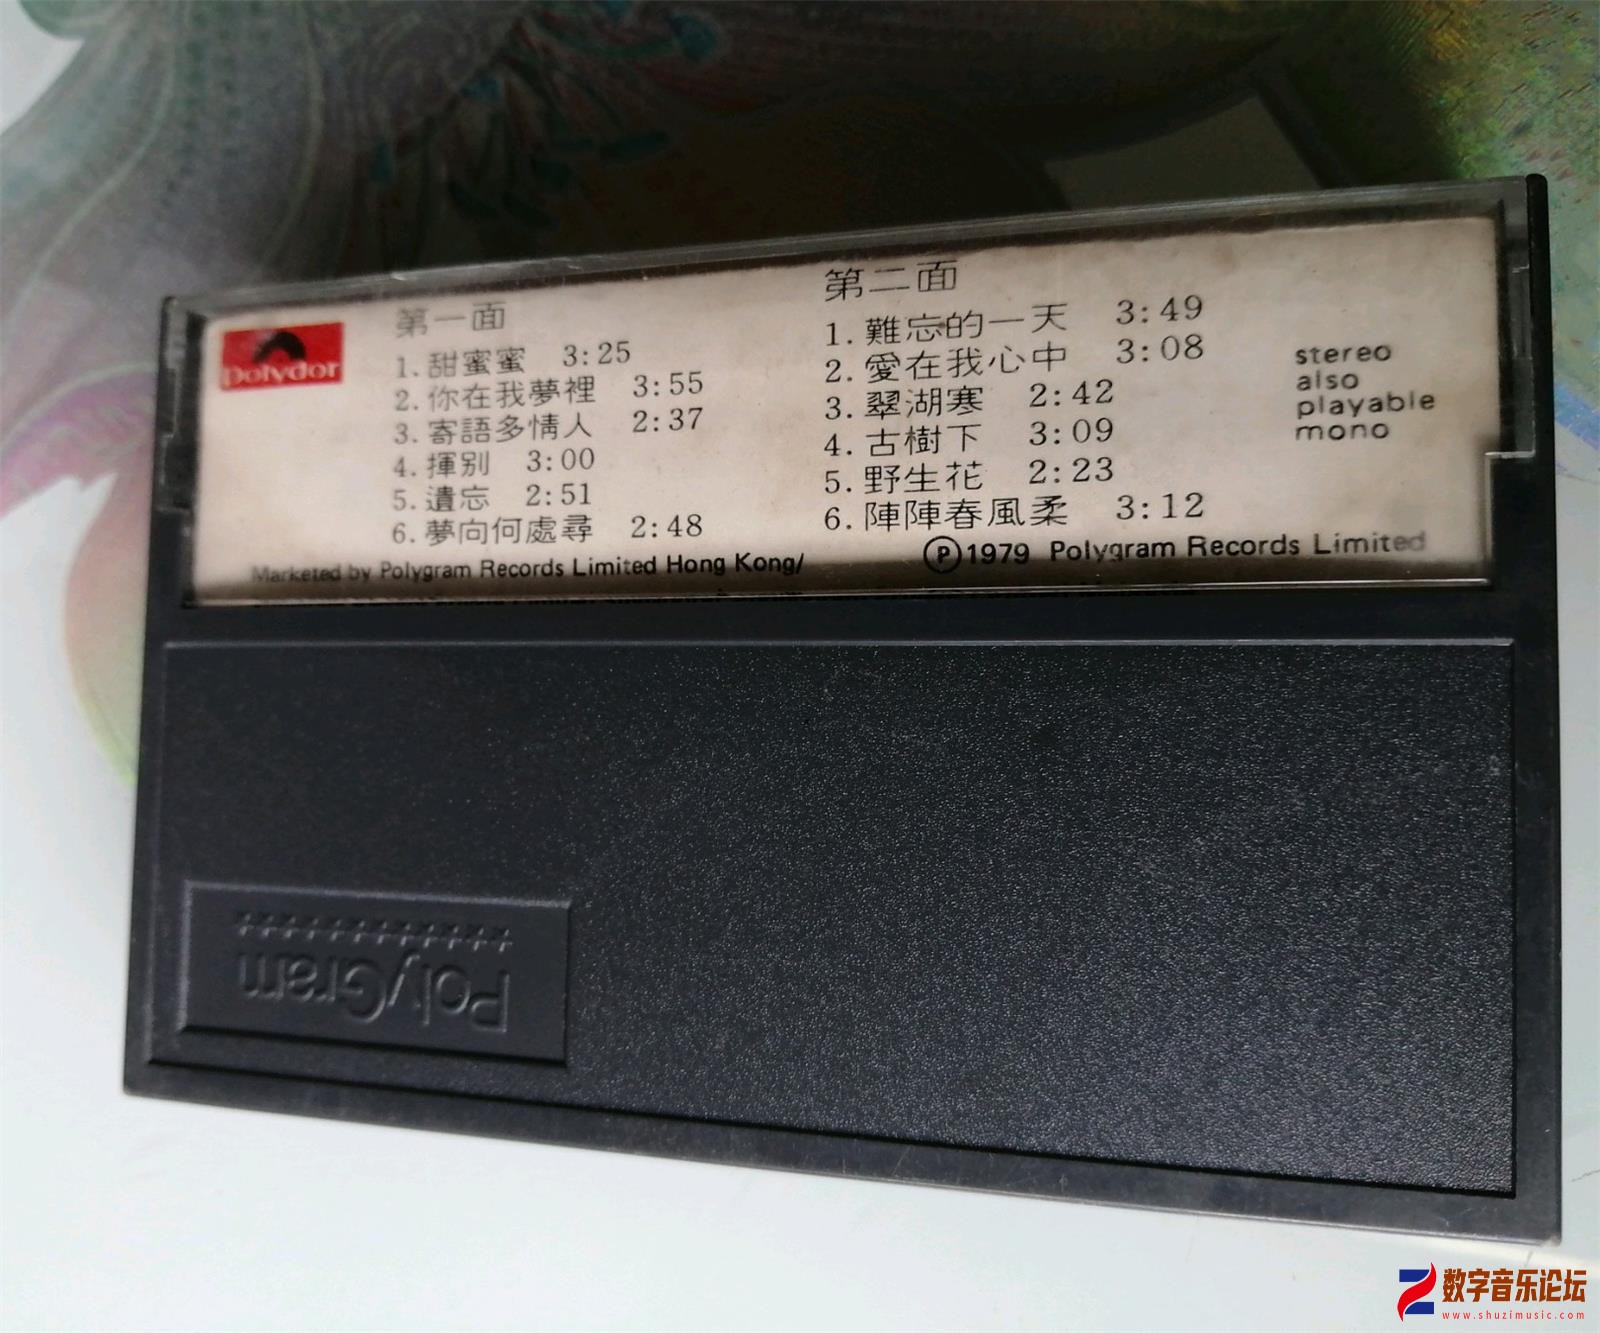 Polydor
第一面
1.甜蜜蜜 3:25
2.你在我夢裡 3:55
3.寄語多情人 2:37
4.揮别 3:00
5.遺忘 2:51
6.夢向何處尋 2:48
第二面
1.難忘的一天 3:49
2.愛在我心中 3:08
3.翠湖寒 2:42
4.古樹下 3:09
5.野生花 2:23
6.陣陣春風柔 3:12
stereo
also
playable
mono
Marketed by Polygram Records Limited Hong Kong/
Ⓟ1979 Polygram Records Limited
PolyGram
数字音乐论坛
www.shuzimusic.com